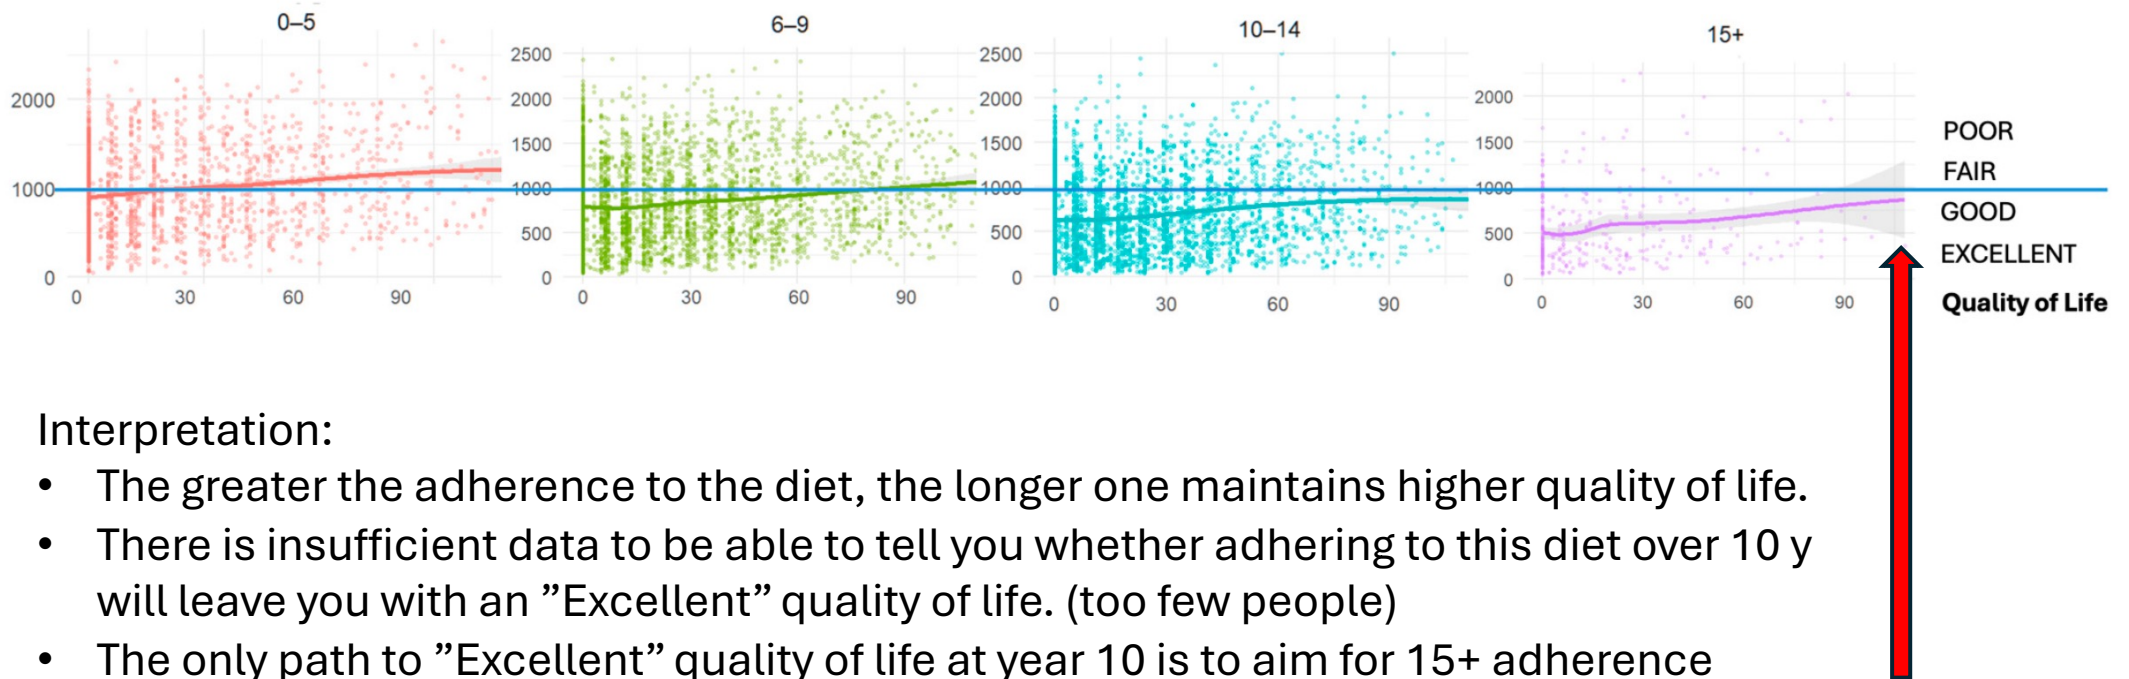 0–5
6–9
10–14
15+
2000
1000
0
0 30 60 90
2500
2000
1500
1000
500
0
0 30 60 90
2500
2000
1500
1000
500
0
0 30 60 90
2000
1500
1000
500
0
0 30 60 90
POOR
FAIR
GOOD
EXCELLENT
Quality of Life
Interpretation:
• The greater the adherence to the diet, the longer one maintains higher quality of life.
• There is insufficient data to be able to tell you whether adhering to this diet over 10 y
will leave you with an ”Excellent” quality of life. (too few people)
• The only path to ”Excellent” quality of life at year 10 is to aim for 15+ adherence